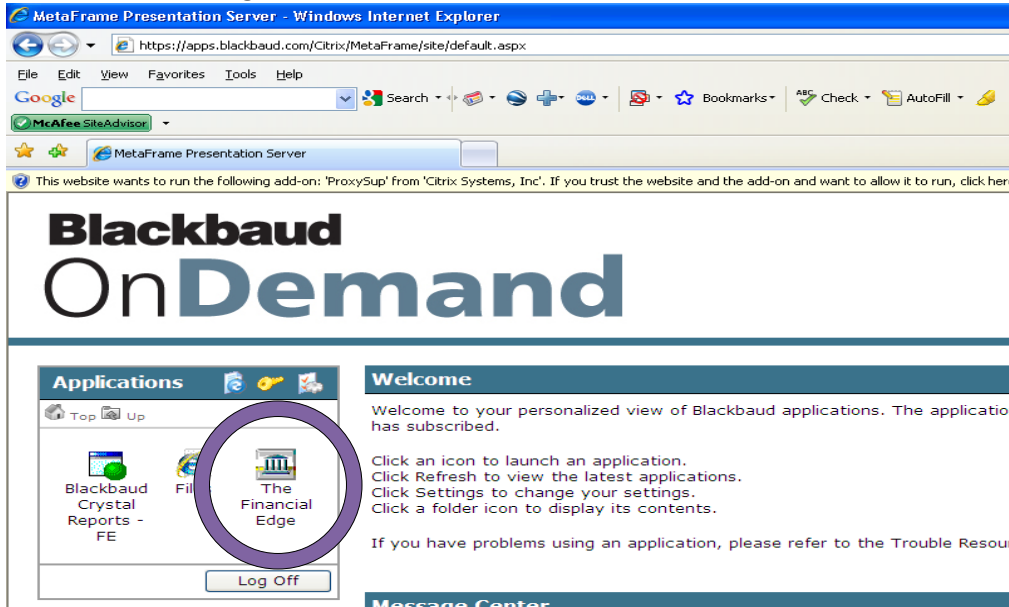 MetaFrame Presentation Server - Windows Internet Explorer
https://apps.blackbaud.com/Citrix/MetaFrame/site/default.aspx
File Edit View Favorites Tools Help
Google Search Bookmarks ABC Check AutoFill
McAfee SiteAdvisor
MetaFrame Presentation Server
This website wants to run the following add-on: 'ProxySup' from 'Citrix Systems, Inc'. If you trust the website and the add-on and want to allow it to run, click her
Blackbaud
OnDemand
Applications
Top Up
Blackbaud
Crystal
Reports -
FE
The
Financial
Edge
Log Off
Welcome
Welcome to your personalized view of Blackbaud applications. The applicatio
has subscribed.
Click an icon to launch an application.
Click Refresh to view the latest applications.
Click Settings to change your settings.
Click a folder icon to display its contents.
If you have problems using an application, please refer to the Trouble Resou
Message Center